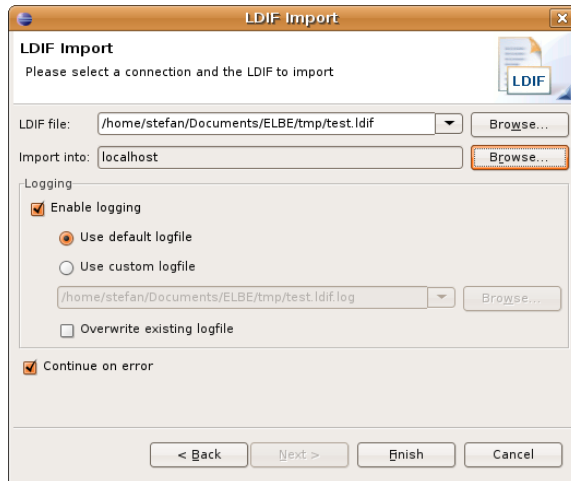 LDIF Import
LDIF Import
Please select a connection and the LDIF to import
LDIF
LDIF file: /home/stefan/Documents/ELBE/tmp/test.ldif Browse...
Import into: localhost Browse...
Logging
Enable logging
Use default logfile
Use custom logfile
/home/stefan/Documents/ELBE/tmp/test.ldif.log Browse...
Overwrite existing logfile
Continue on error
< Back Next > Finish Cancel